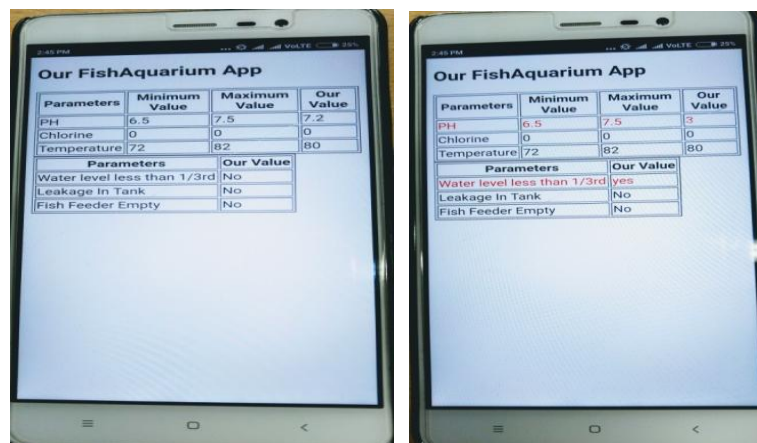 2:45 PM ... VoLTE 25%
Our FishAquarium App
Parameters Minimum Value Maximum Value Our Value
PH 6.5 7.5 7.2
Chlorine 0 0 0
Temperature 72 82 80
Parameters Our Value
Water level less than 1/3rd No
Leakage In Tank No
Fish Feeder Empty No
2:45 PM ... VoLTE 25%
Our FishAquarium App
Parameters Minimum Value Maximum Value Our Value
PH 6.5 7.5 3
Chlorine 0 0 0
Temperature 72 82 80
Parameters Our Value
Water level less than 1/3rd yes
Leakage In Tank No
Fish Feeder Empty No